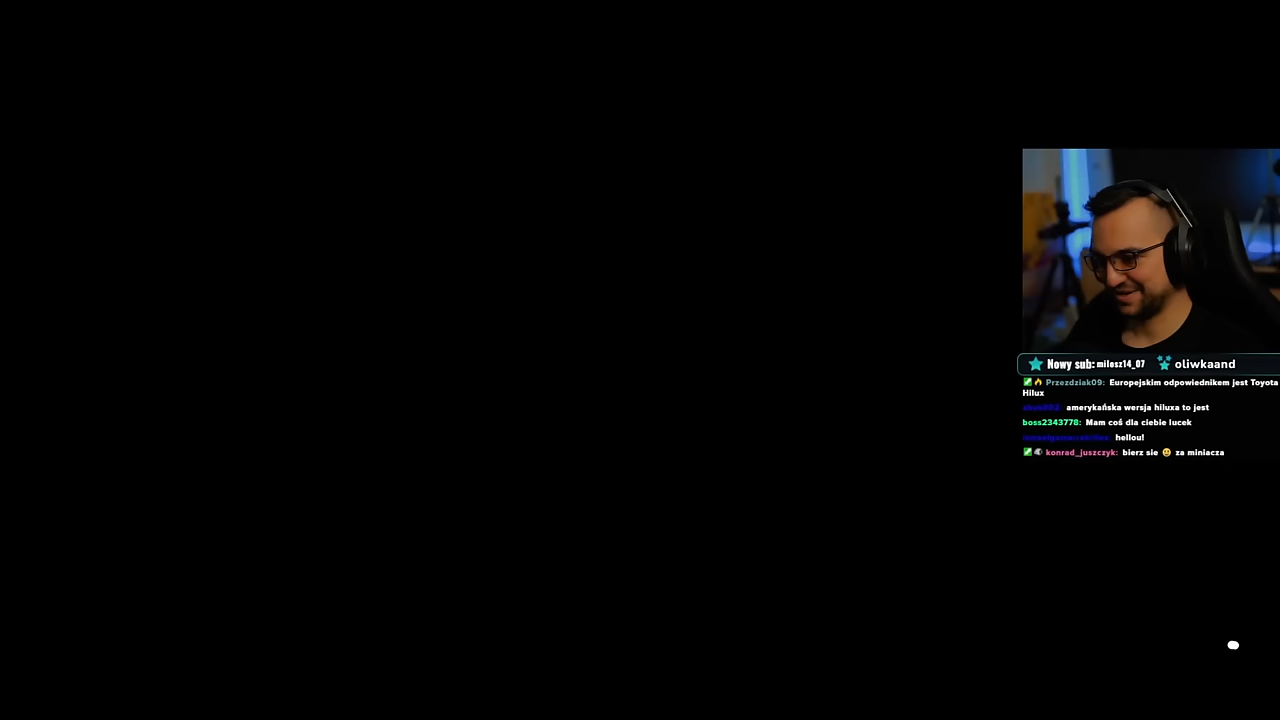 Nowy sub: milosz14_07 oliwkaand
Przezdziak09: Europejskim odpowiednikem jest Toyota
Hilux
amerykańska wersja hiluxa to jest
boss2343778: Mam coś dla ciebie lucek
hellou!
konrad_juszczyk: bierz sie za miniacza